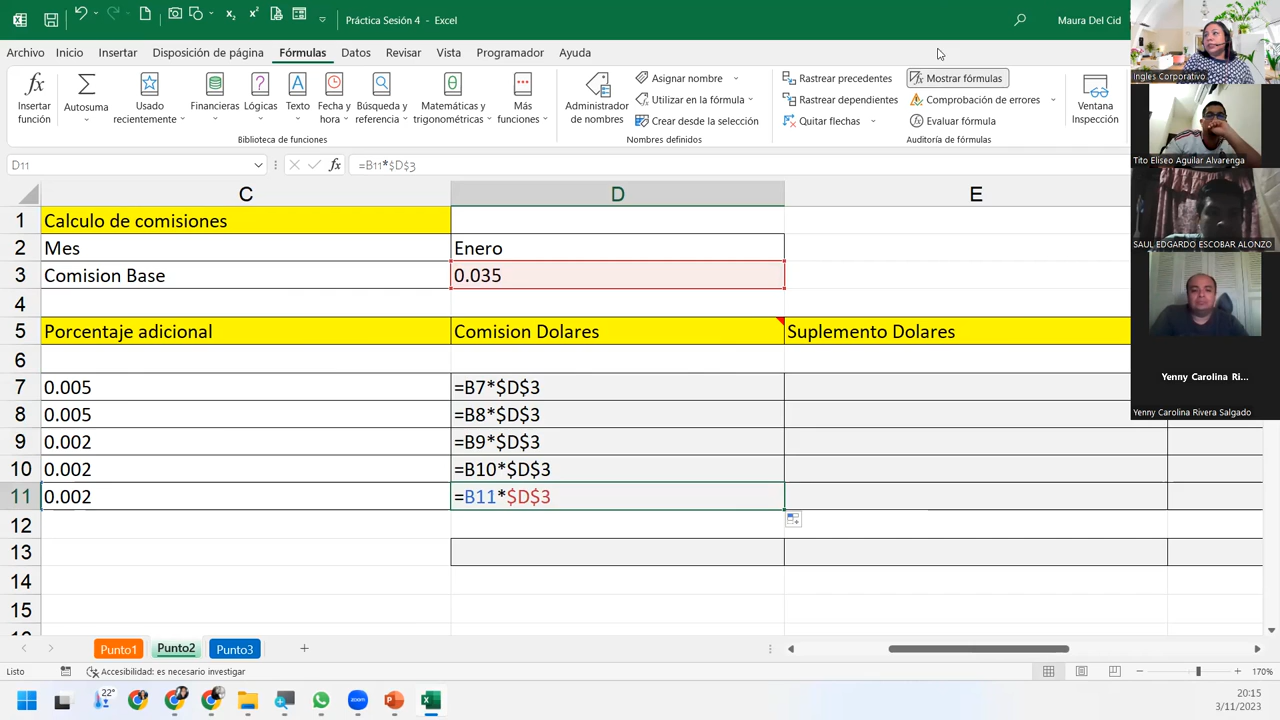 Práctica Sesión 4 - Excel
Maura Del Cid
Archivo Inicio Insertar Disposición de página Fórmulas Datos Revisar Vista Programador Ayuda
Insertar función
Autosuma
Usado recientemente
Financieras
Lógicas
Texto
Fecha y hora
Búsqueda y referencia
Matemáticas y trigonométricas
Más funciones
Biblioteca de funciones
Administrador de nombres
Asignar nombre
Utilizar en la fórmula
Crear desde la selección
Nombres definidos
Rastrear precedentes
Rastrear dependientes
Quitar flechas
Mostrar fórmulas
Comprobación de errores
Evaluar fórmula
Auditoría de fórmulas
Ventana Inspección
D11
fx
=B11*$D$3
C D E
1 Calculo de comisiones
2 Mes Enero
3 Comision Base 0.035
4
5 Porcentaje adicional Comision Dolares Suplemento Dolares
6
7 0.005 =B7*$D$3
8 0.005 =B8*$D$3
9 0.002 =B9*$D$3
10 0.002 =B10*$D$3
11 0.002 =B11*$D$3
12
13
14
15
Ingles Corporativo
Tito Eliseo Aguilar Alvarenga
SAUL EDGARDO ESCOBAR ALONZO
Yenny Carolina Ri...
Yenny Carolina Rivera Salgado
Punto1 Punto2 Punto3
Listo
Accesibilidad: es necesario investigar
170%
22°
zoom
20:15
3/11/2023